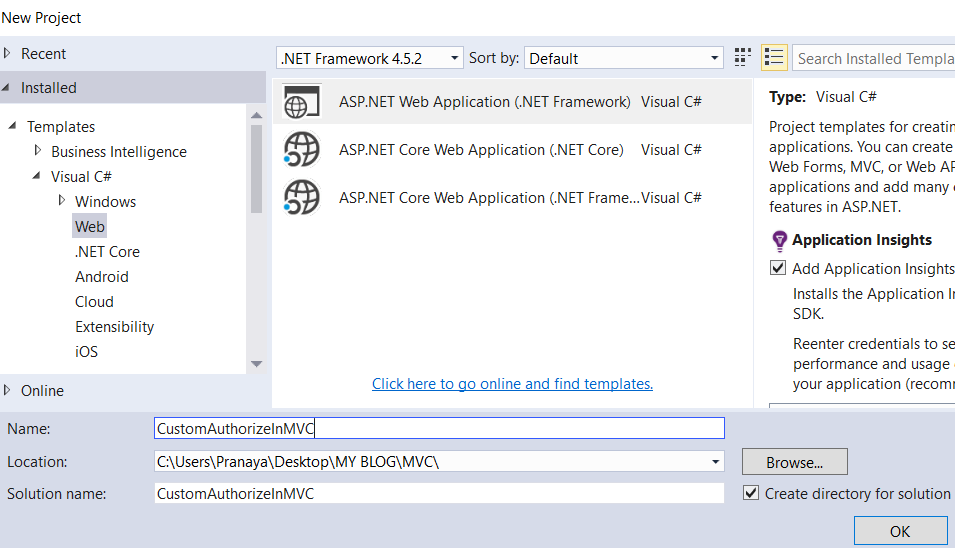 New Project
Recent
.NET Framework 4.5.2
Sort by:
Default
Search Installed Templa
Installed
Templates
Business Intelligence
Visual C#
Windows
Web
.NET Core
Android
Cloud
Extensibility
iOS
Online
ASP.NET Web Application (.NET Framework) Visual C#
ASP.NET Core Web Application (.NET Core) Visual C#
ASP.NET Core Web Application (.NET Frame... Visual C#
Click here to go online and find templates.
Type: Visual C#
Project templates for creatin
applications. You can create
Web Forms, MVC, or Web AP
applications and add many
features in ASP.NET.
Application Insights
Add Application Insights
Installs the Application In
SDK.
Reenter credentials to se
performance and usage
your application (recom
Name:
CustomAuthorizeInMVC
Location:
C:\Users\Pranaya\Desktop\MY BLOG\MVC\
Browse...
Solution name:
CustomAuthorizeInMVC
Create directory for solution
OK